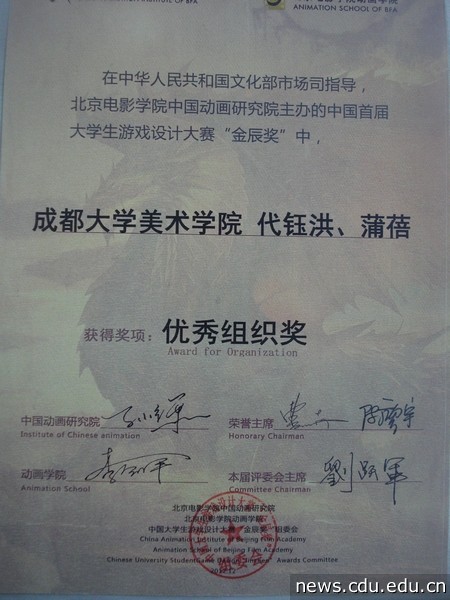 ANIMATION SCHOOL OF BFA
在中华人民共和国文化部市场司指导，
北京电影学院中国动画研究院主办的中国首届
大学生游戏设计大赛“金辰奖”中，
成都大学美术学院 代钰洪、蒲蓓
获得奖项：优秀组织奖
Award for Organization
中国动画研究院
Institute of Chinese animation
荣誉主席
Honorary Chairman
动画学院
Animation School
本届评委会主席
Committee Chairman
北京电影学院中国动画研究院
北京电影学院动画学院
中国大学生游戏设计大赛“金辰奖”组委会
China Animation Institute of Beijing Film Academy
Animation School of Beijing Film Academy
Chinese University Student Game Awards Committee
news.cdu.edu.cn